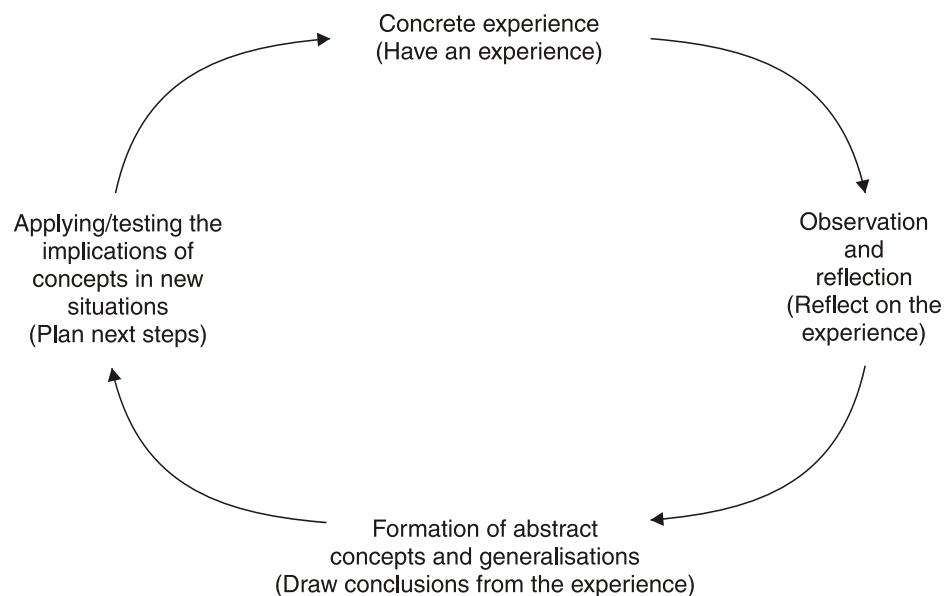 Concrete experience
(Have an experience)
Observation
and
reflection
(Reflect on the
experience)
Formation of abstract
concepts and generalisations
(Draw conclusions from the experience)
Applying/testing the
implications of
concepts in new
situations
(Plan next steps)